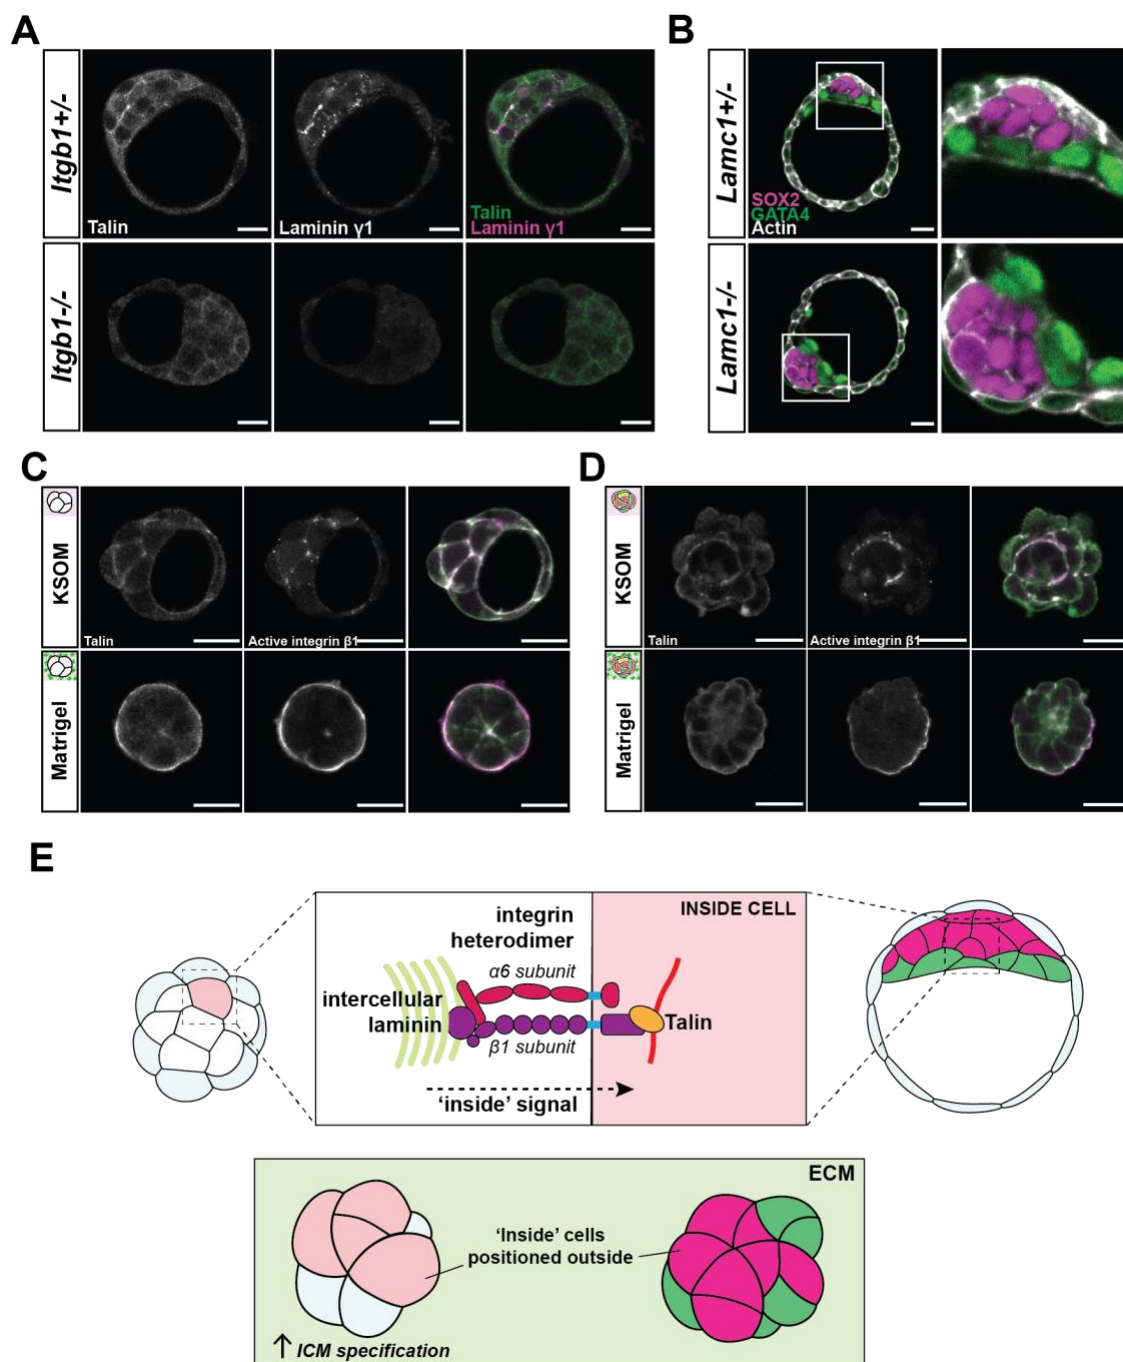 A
Itgb1+/-
Talin
Laminin γ1
Talin
Laminin γ1
Itgb1-/-
B
Lamc1+/-
SOX2
GATA4
Actin
Lamc1-/-
C
KSOM
Talin
Active integrin β1
Matrigel
D
KSOM
Talin
Active integrin β1
Matrigel
E
integrin
heterodimer
INSIDE CELL
α6 subunit
intercellular
laminin
Talin
β1 subunit
'inside' signal
ECM
'Inside' cells
positioned outside
↑ ICM specification